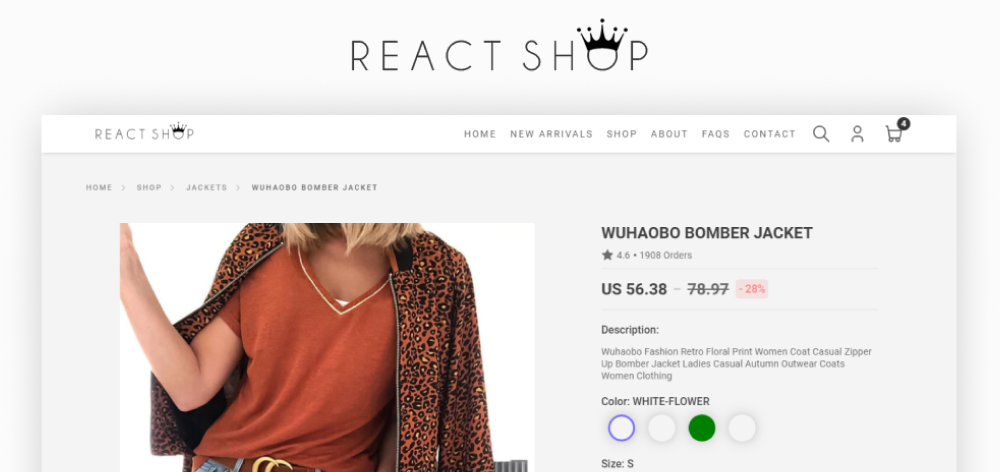 REACT SHOP
REACT SHOP
HOME NEW ARRIVALS SHOP ABOUT FAQS CONTACT 4
HOME > SHOP > JACKETS > WUHAOBO BOMBER JACKET
WUHAOBO BOMBER JACKET
4.6 • 1908 Orders
US 56.38 – 78.97 - 28%
Description:
Wuhaobo Fashion Retro Floral Print Women Coat Casual Zipper
Up Bomber Jacket Ladies Casual Autumn Outwear Coats
Women Clothing
Color: WHITE-FLOWER
Size: S